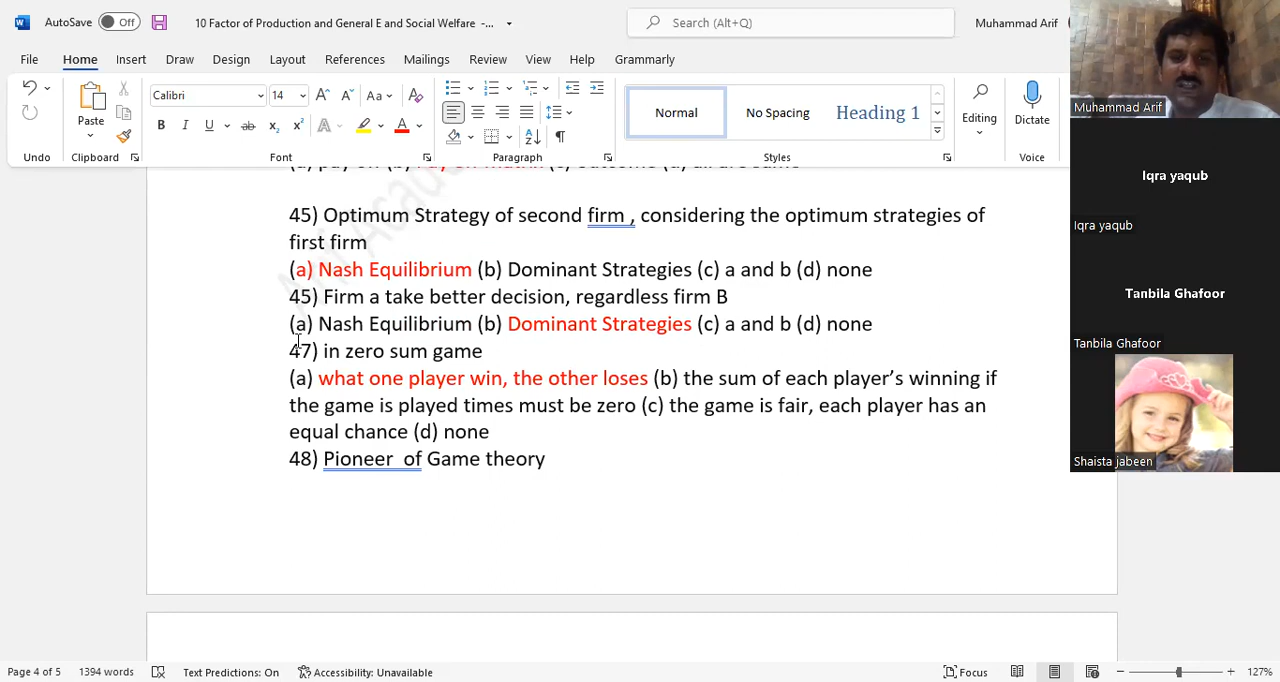 AutoSave Off 10 Factor of Production and General E and Social Welfare -... Search (Alt+Q) Muhammad Arif
File Home Insert Draw Design Layout References Mailings Review View Help Grammarly
Calibri 14 Aa
Paste
B I U ab x2 x2 A A
Normal No Spacing Heading 1
Editing Dictate
Undo Clipboard Font Paragraph Styles Voice
45) Optimum Strategy of second firm , considering the optimum strategies of
first firm
(a) Nash Equilibrium (b) Dominant Strategies (c) a and b (d) none
45) Firm a take better decision, regardless firm B
(a) Nash Equilibrium (b) Dominant Strategies (c) a and b (d) none
47) in zero sum game
(a) what one player win, the other loses (b) the sum of each player’s winning if
the game is played times must be zero (c) the game is fair, each player has an
equal chance (d) none
48) Pioneer of Game theory
Muhammad Arif
Iqra yaqub
Iqra yaqub
Tanbila Ghafoor
Tanbila Ghafoor
Shaista jabeen
Page 4 of 5 1394 words Text Predictions: On Accessibility: Unavailable Focus 127%